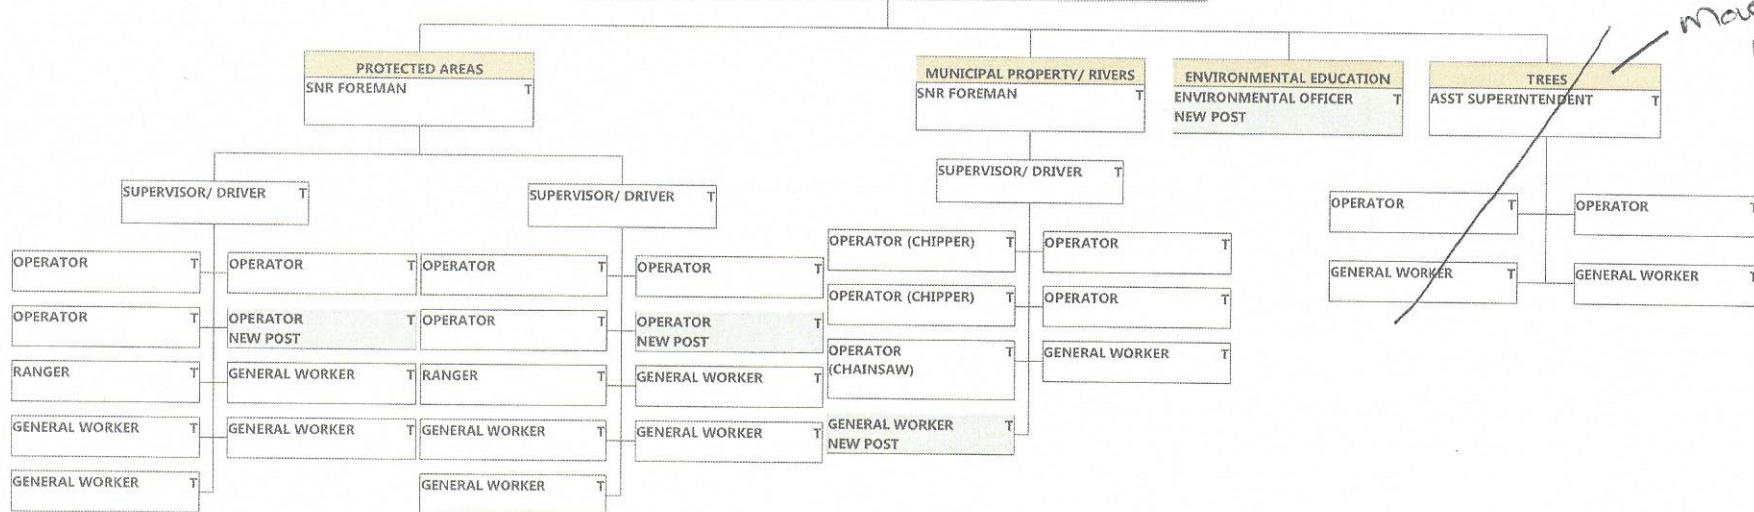 PROTECTED AREAS
SNR FOREMAN T
SUPERVISOR/ DRIVER T
OPERATOR T
OPERATOR T
OPERATOR T
OPERATOR T
NEW POST
RANGER T
GENERAL WORKER T
GENERAL WORKER T
GENERAL WORKER T
GENERAL WORKER T
SUPERVISOR/ DRIVER T
OPERATOR T
OPERATOR T
OPERATOR T
OPERATOR T
NEW POST
RANGER T
GENERAL WORKER T
GENERAL WORKER T
GENERAL WORKER T
GENERAL WORKER T
MUNICIPAL PROPERTY/ RIVERS
SNR FOREMAN T
SUPERVISOR/ DRIVER T
OPERATOR (CHIPPER) T
OPERATOR T
OPERATOR (CHIPPER) T
OPERATOR T
OPERATOR T
(CHAINSAW)
GENERAL WORKER T
GENERAL WORKER T
NEW POST
ENVIRONMENTAL EDUCATION
ENVIRONMENTAL OFFICER T
NEW POST
TREES
ASST SUPERINTENDENT T
OPERATOR T
OPERATOR T
GENERAL WORKER T
GENERAL WORKER T